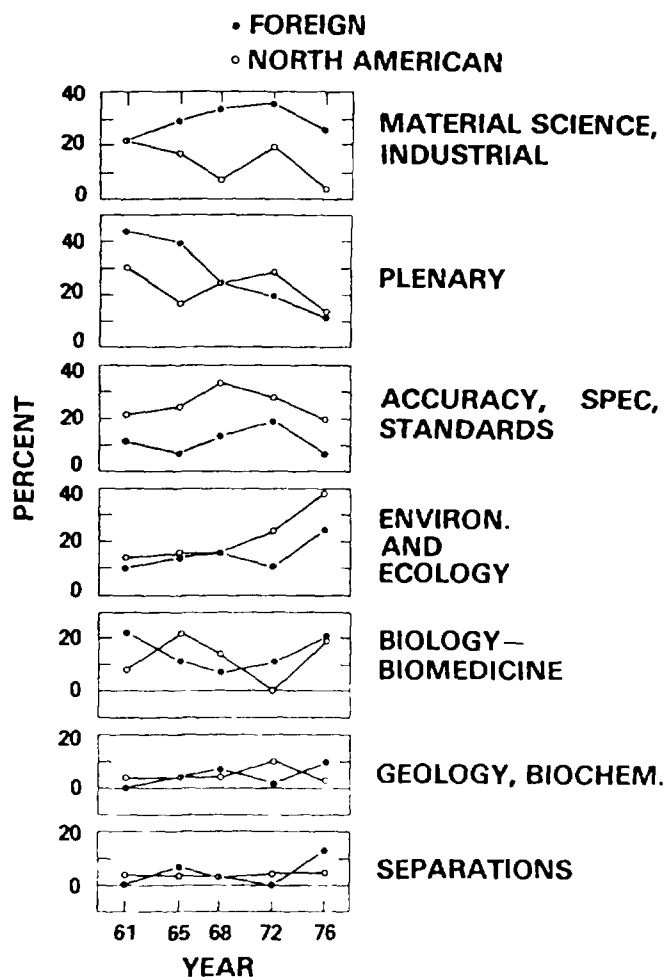 • FOREIGN
○ NORTH AMERICAN
40
20
0
MATERIAL SCIENCE,
INDUSTRIAL
40
20
0
PLENARY
40
20
0
ACCURACY, SPEC,
STANDARDS
PERCENT
40
20
0
ENVIRON.
AND
ECOLOGY
20
0
BIOLOGY—
BIOMEDICINE
20
0
GEOLOGY, BIOCHEM.
20
0
SEPARATIONS
61 65 68 72 76
YEAR